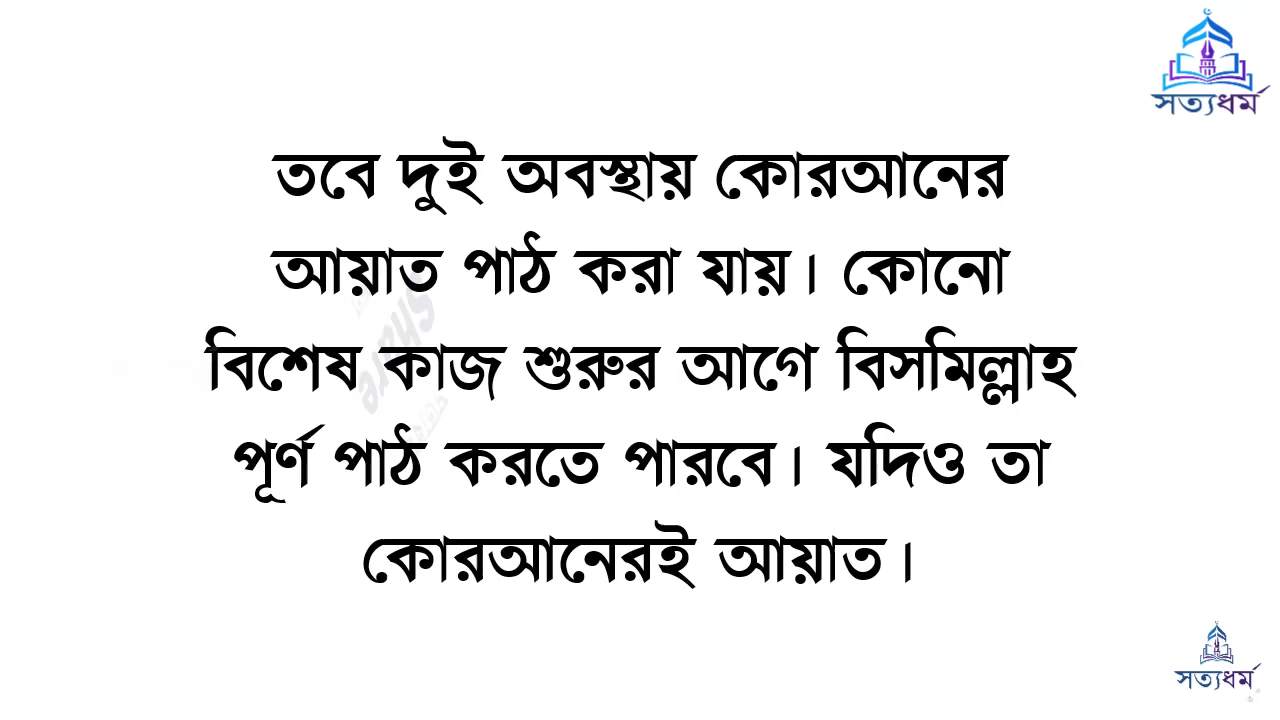 সত্যধর্ম
তবে দুই অবস্থায় কোরআনের
আয়াত পাঠ করা যায়। কোনো
বিশেষ কাজ শুরুর আগে বিসমিল্লাহ
পূর্ণ পাঠ করতে পারবে। যদিও তা
কোরআনেরই আয়াত।
সত্যধর্ম